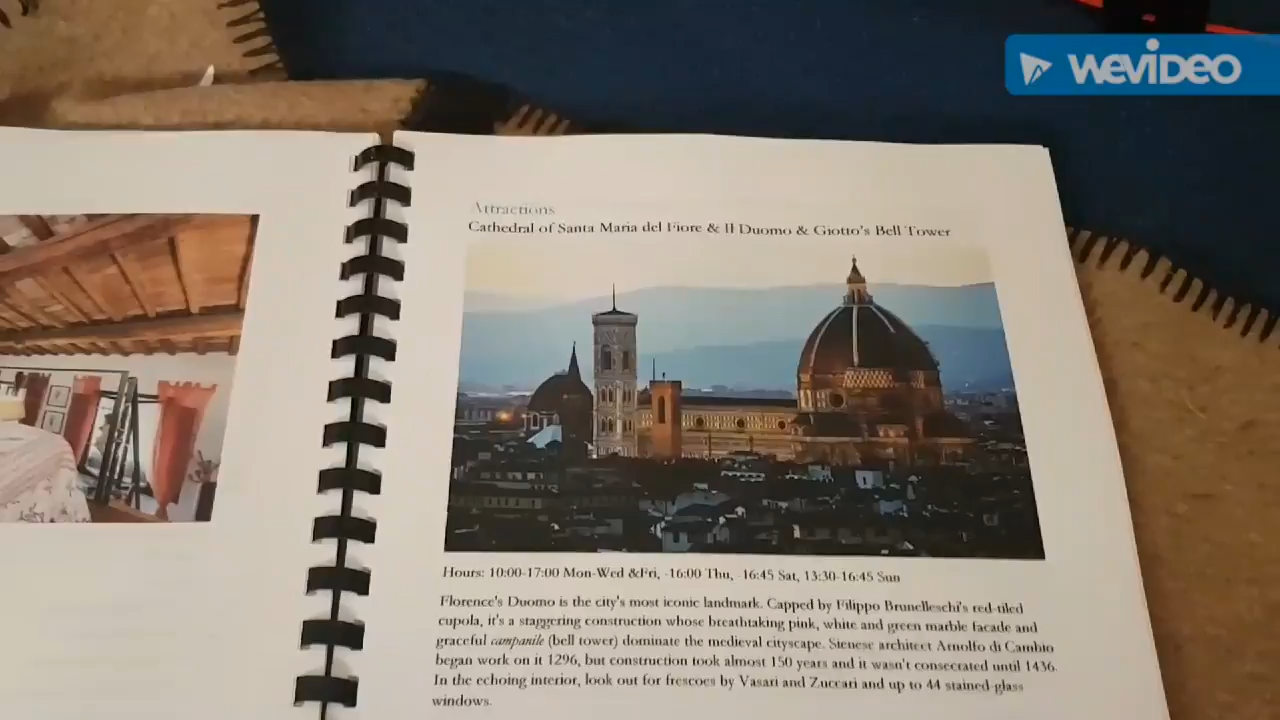 WEVIDEO
Attractions
Cathedral of Santa Maria del Fiore & Il Duomo & Giotto's Bell Tower
Hours: 10:00-17:00 Mon-Wed &Fri, -16:00 Thu, -16:45 Sat, 13:30-16:45 Sun
Florence's Duomo is the city's most iconic landmark. Capped by Filippo Brunelleschi's red-tiled
cupola, it's a staggering construction whose breathtaking pink, white and green marble facade and
graceful campanile (bell tower) dominate the medieval cityscape. Sienese architect Arnolfo di Cambio
began work on it 1296, but construction took almost 150 years and it wasn't consecrated until 1436.
In the echoing interior, look out for frescoes by Vasari and Zuccari and up to 44 stained-glass
windows.